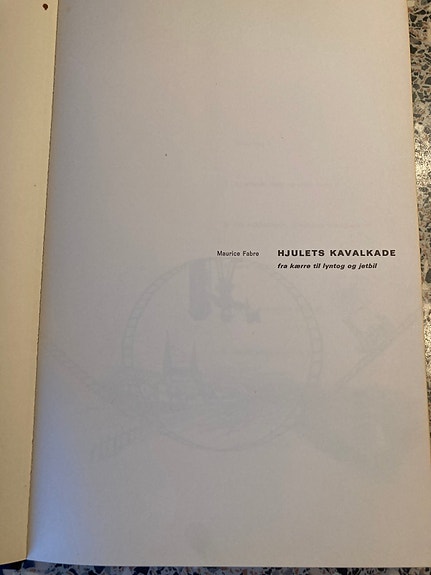 Maurice Fabre HJULETS KAVALKADE
fra kærre til lyntog og jetbil